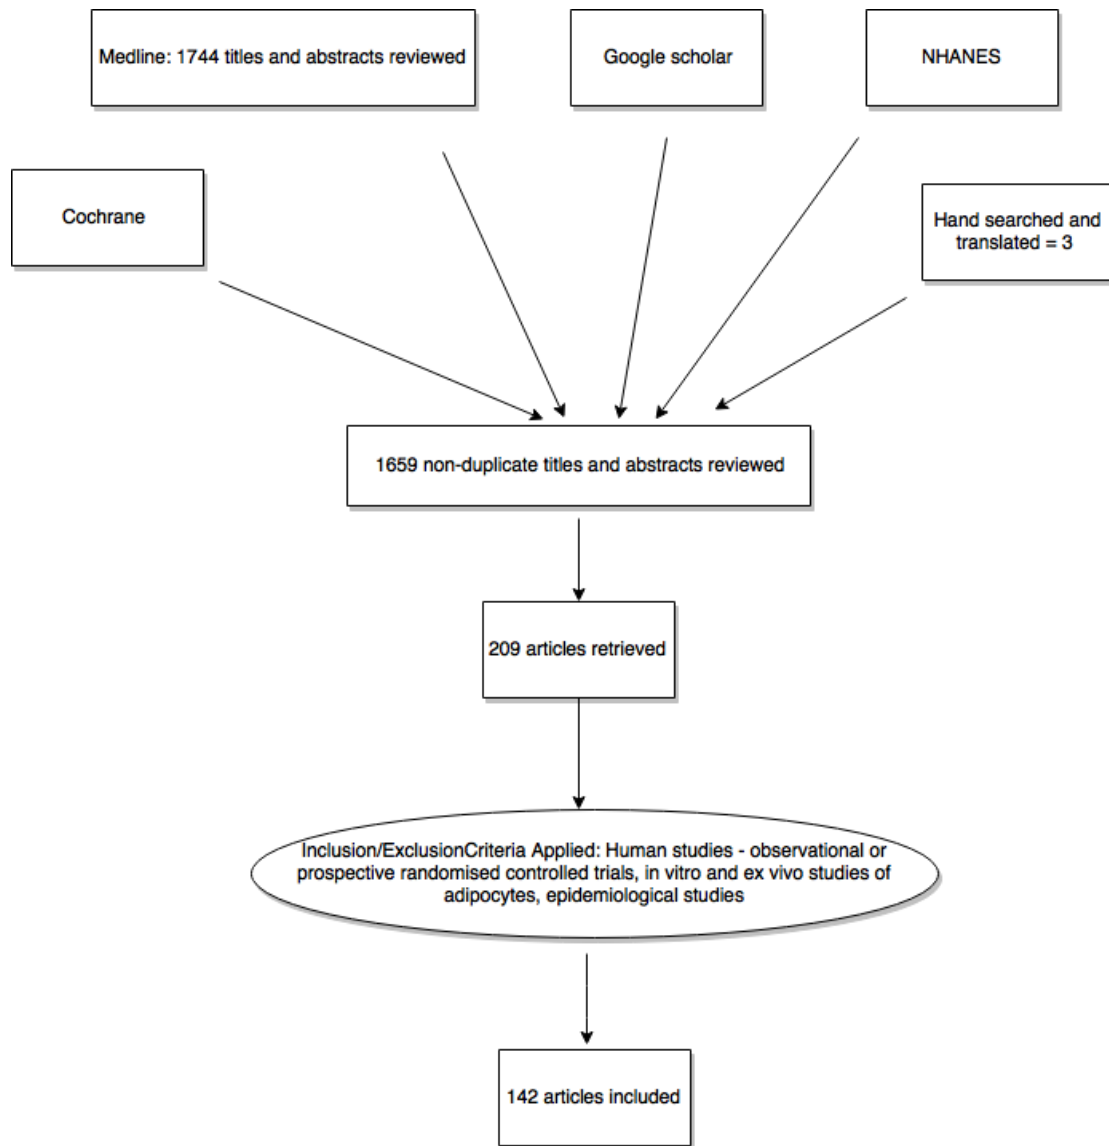 Medline: 1744 titles and abstracts reviewed
Google scholar
NHANES
Cochrane
Hand searched and
translated = 3
1659 non-duplicate titles and abstracts reviewed
209 articles retrieved
Inclusion/ExclusionCriteria Applied: Human studies - observational or
prospective randomised controlled trials, in vitro and ex vivo studies of
adipocytes, epidemiological studies
142 articles included